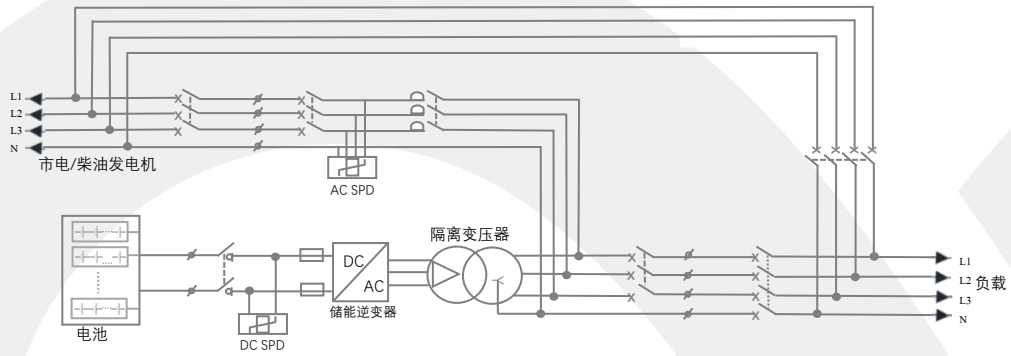 L1
L2
L3
N
市电/柴油发电机
AC SPD
隔离变压器
DC
AC
储能逆变器
电池
DC SPD
L1
L2
负载
L3
N